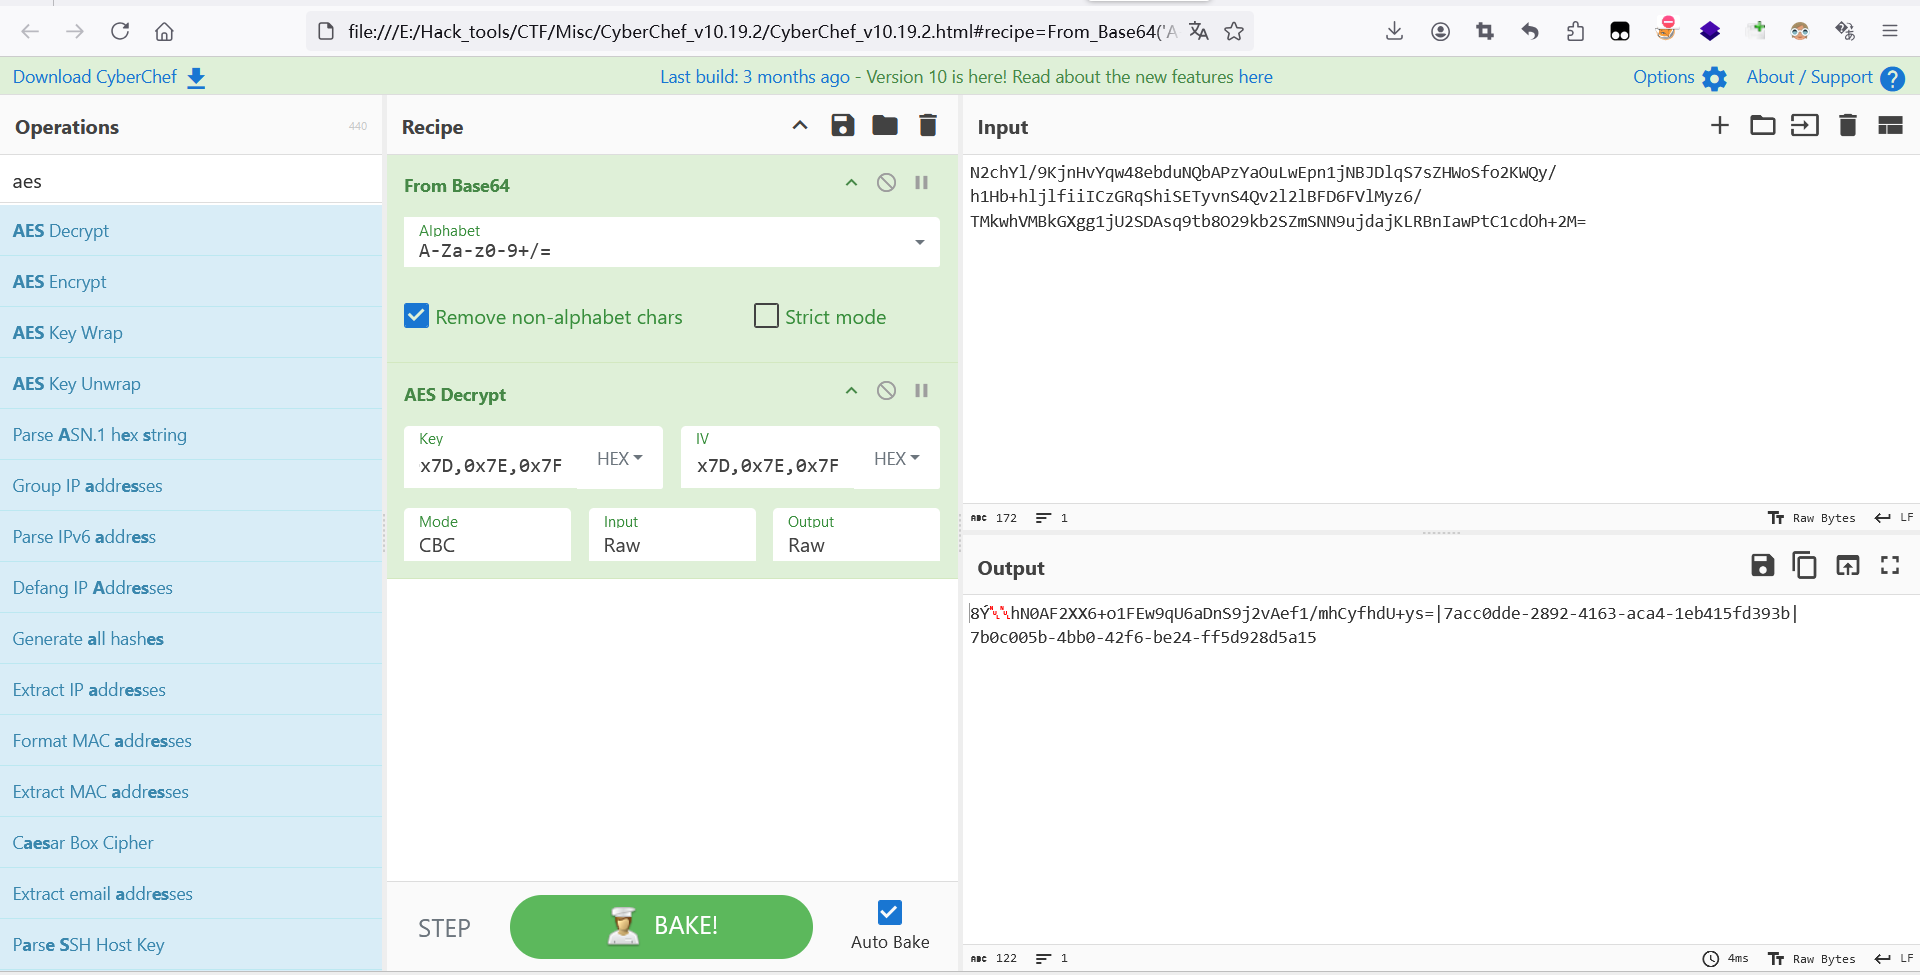 file:///E:/Hack_tools/CTF/Misc/CyberChef_v10.19.2/CyberChef_v10.19.2.html#recipe=From_Base64('A
Download CyberChef
Last build: 3 months ago - Version 10 is here! Read about the new features here
Options
About / Support
Operations
440
aes
AES Decrypt
AES Encrypt
AES Key Wrap
AES Key Unwrap
Parse ASN.1 hex string
Group IP addresses
Parse IPv6 address
Defang IP Addresses
Generate all hashes
Extract IP addresses
Format MAC addresses
Extract MAC addresses
Caesar Box Cipher
Extract email addresses
Parse SSH Host Key
Recipe
From Base64
Alphabet
A-Za-z0-9+/=
Remove non-alphabet chars
Strict mode
AES Decrypt
Key
x7D,0x7E,0x7F
HEX
IV
x7D,0x7E,0x7F
HEX
Mode
CBC
Input
Raw
Output
Raw
STEP
BAKE!
Auto Bake
Input
N2chYl/9KjnHvYqw48ebduNQbAPzYaOuLwEpn1jNBJDlqS7sZHWoSfo2KWQy/
h1Hb+hljlfiiICzGRqShiSETyvnS4Qv2l2lBFD6FVlMyz6/
TMkwhVMBkGXgg1jU2SDAsq9tb8O29kb2SZmSNN9ujdajKLRBnIawPtC1cdOh+2M=
ABC 172
1
Tт Raw Bytes
LF
Output
hN0AF2XX6+o1FEw9qU6aDnS9j2vAef1/mhCyfhdU+ys=|7acc0dde-2892-4163-aca4-1eb415fd393b|
7b0c005b-4bb0-42f6-be24-ff5d928d5a15
ABC 122
1
4ms
Tт Raw Bytes
LF